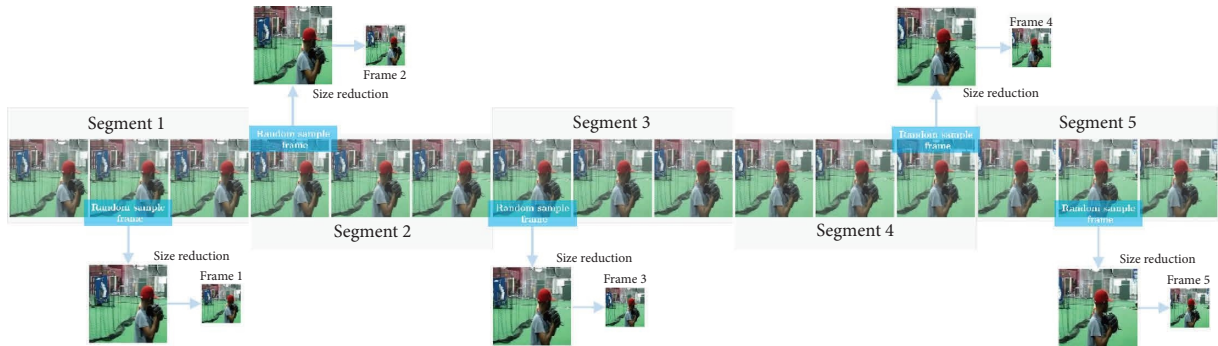 Frame 2
Size reduction
Frame 4
Size reduction
Segment 1
Random sample
frame
Segment 3
Random sample
frame
Segment 5
Random sample
frame
Segment 2
Random sample
frame
Segment 4
Random sample
frame
Size reduction
Frame 1
Size reduction
Frame 3
Size reduction
Frame 5